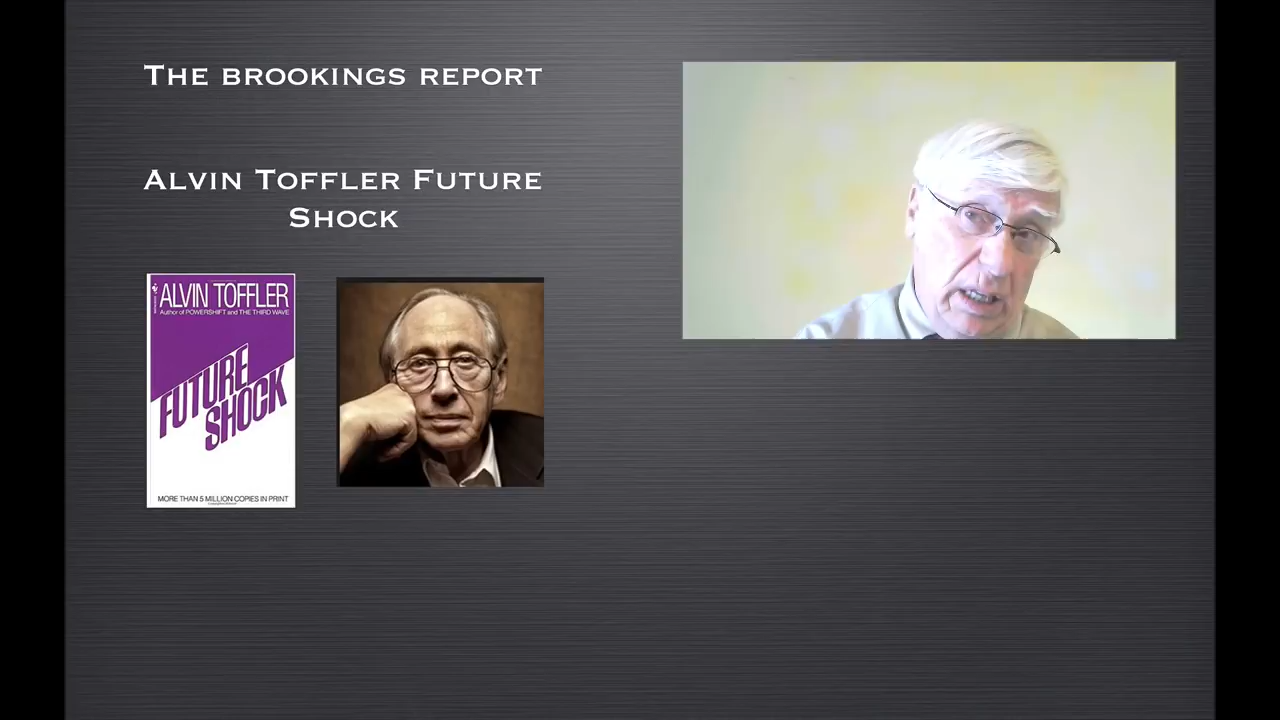 The brookings report
Alvin Toffler Future
Shock
ALVIN TOFFLER
Author of POWERSHIFT and THE THIRD WAVE
FUTURE
SHOCK
MORE THAN 5 MILLION COPIES IN PRINT